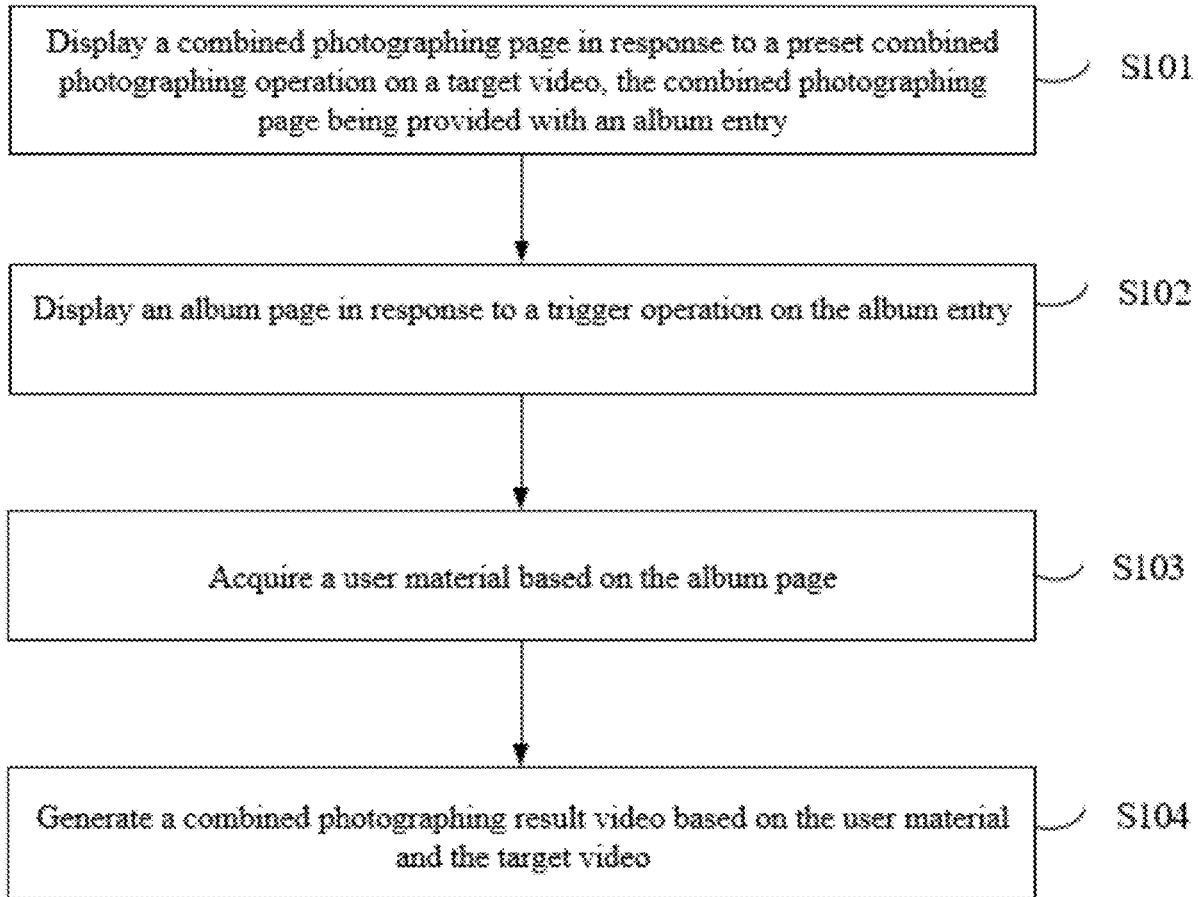 Display a combined photographing page in response to a preset combined
photographing operation on a target video, the combined photographing
page being provided with an album entry
S101
Display an album page in response to a trigger operation on the album entry
S102
Acquire a user material based on the album page
S103
Generate a combined photographing result video based on the user material
and the target video
S104